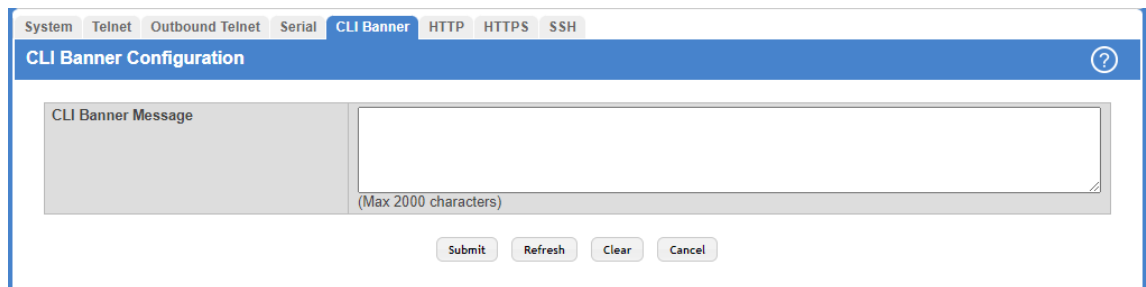 System Telnet Outbound Telnet Serial CLI Banner HTTP HTTPS SSH
CLI Banner Configuration ?
CLI Banner Message
(Max 2000 characters)
Submit Refresh Clear Cancel